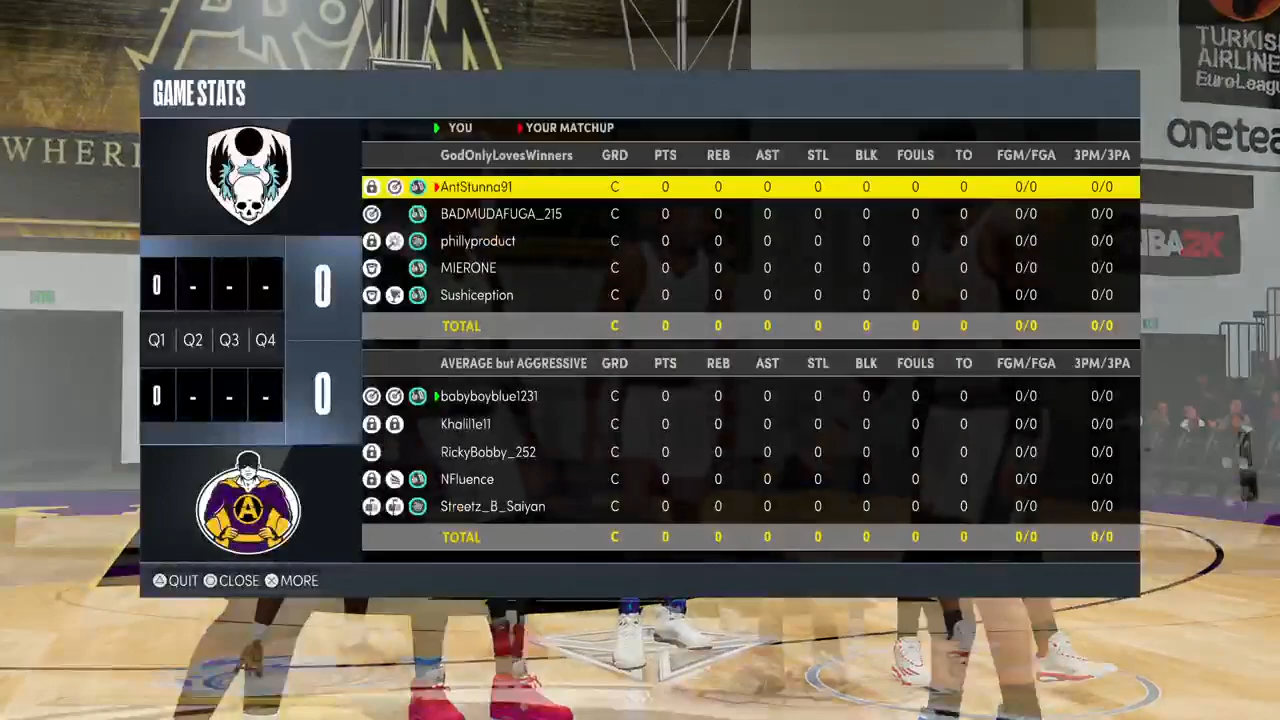 WHERE
TURKISH
AIRLINE
EuroLeagu
onetea
NBA2K
GAME STATS
YOU YOUR MATCHUP
GodOnlyLovesWinners GRD PTS REB AST STL BLK FOULS TO FGM/FGA 3PM/3PA
AntStunna91 C 0 0 0 0 0 0 0 0/0 0/0
BADMUDAFUGA_215 C 0 0 0 0 0 0 0 0/0 0/0
phillyproduct C 0 0 0 0 0 0 0 0/0 0/0
MIERONE C 0 0 0 0 0 0 0 0/0 0/0
Sushiception C 0 0 0 0 0 0 0 0/0 0/0
TOTAL C 0 0 0 0 0 0 0 0/0 0/0
0 - - - 0
Q1 Q2 Q3 Q4
0 - - - 0
AVERAGE but AGGRESSIVE GRD PTS REB AST STL BLK FOULS TO FGM/FGA 3PM/3PA
babyboyblue1231 C 0 0 0 0 0 0 0 0/0 0/0
Khalil1e11 C 0 0 0 0 0 0 0 0/0 0/0
RickyBobby_252 C 0 0 0 0 0 0 0 0/0 0/0
NFluence C 0 0 0 0 0 0 0 0/0 0/0
Streetz_B_Saiyan C 0 0 0 0 0 0 0 0/0 0/0
TOTAL C 0 0 0 0 0 0 0 0/0 0/0
A
QUIT CLOSE MORE